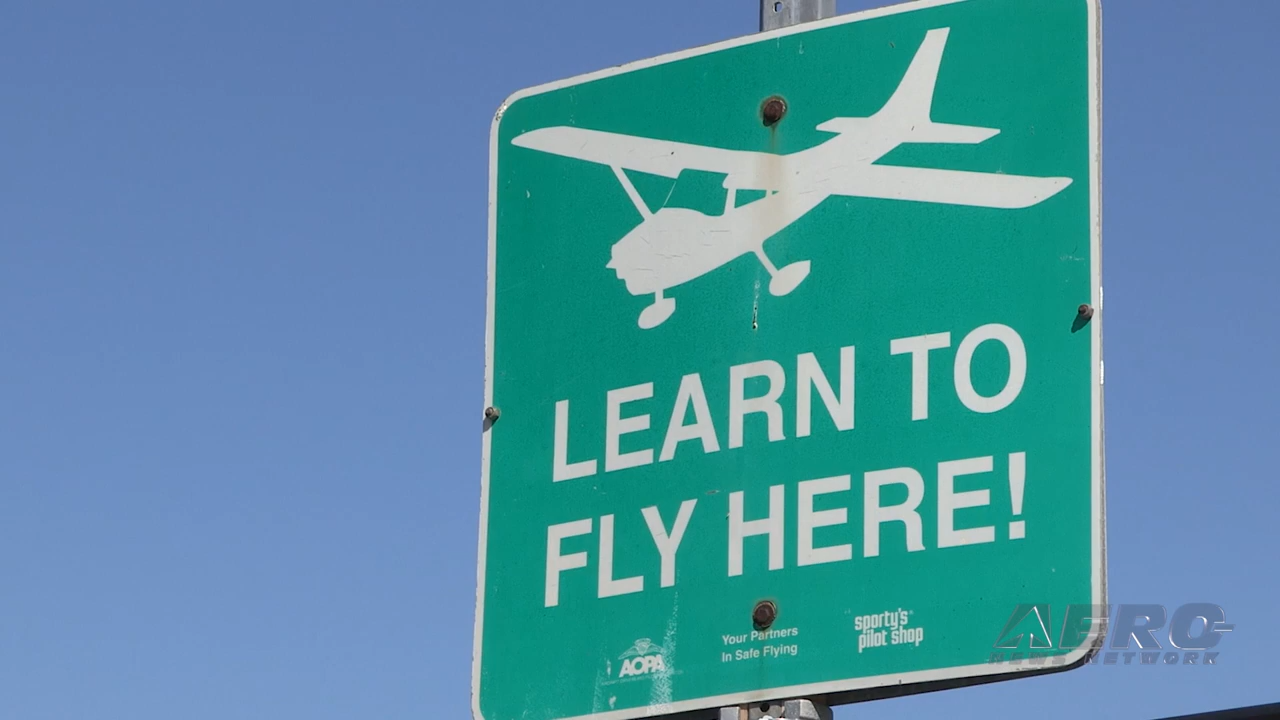 LEARN TO
FLY HERE!
AOPA
Your Partners
In Safe Flying
sporty's
pilot shop
AERO
NEWS NETWORK